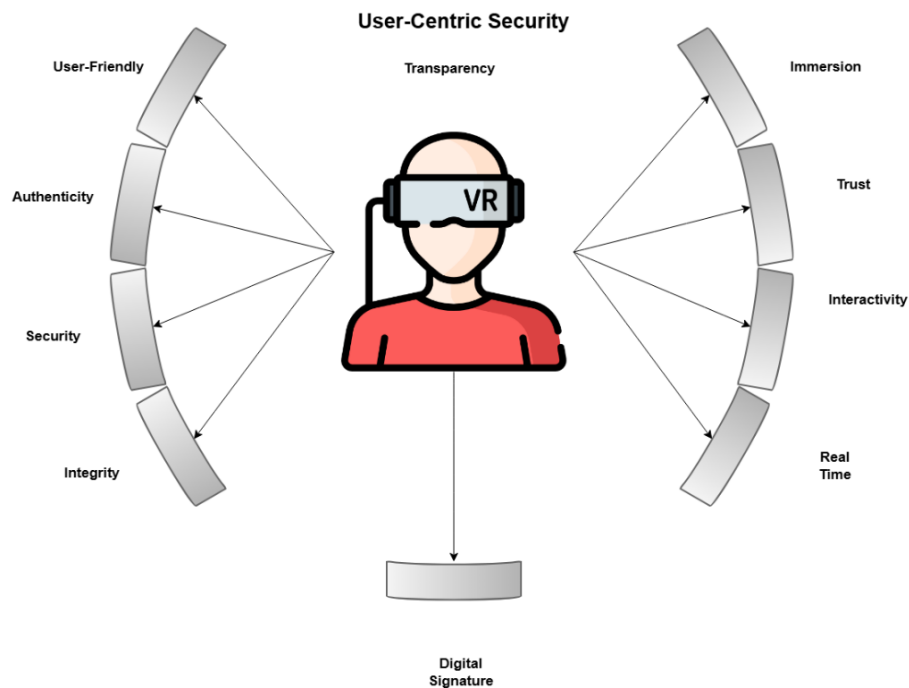 User-Centric Security
User-Friendly
Transparency
Immersion
Authenticity
VR
Trust
Security
Interactivity
Integrity
Real
Time
Digital
Signature